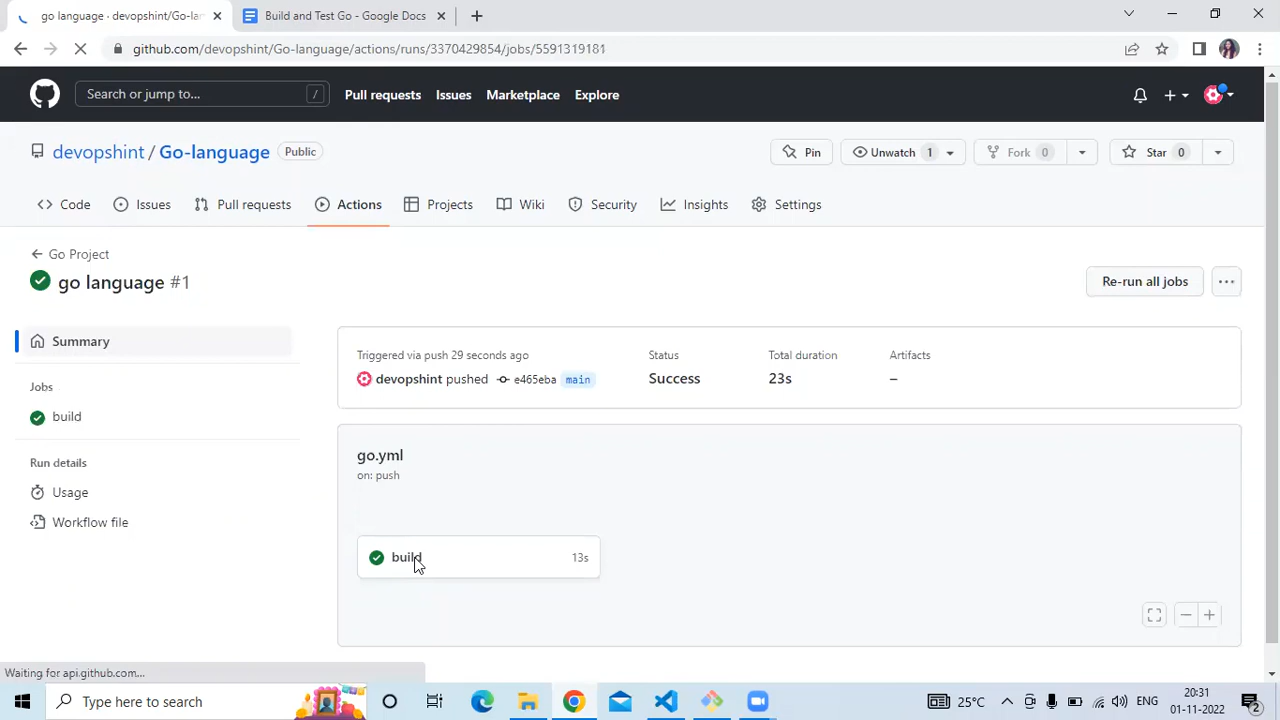 go language · devopshint/Go-lan
Build and Test Go - Google Docs
github.com/devopshint/Go-language/actions/runs/3370429854/jobs/5591319181
Search or jump to... /
Pull requests Issues Marketplace Explore
devopshint / Go-language Public
Pin Unwatch 1 Fork 0 Star 0
Code Issues Pull requests Actions Projects Wiki Security Insights Settings
Go Project
go language #1
Re-run all jobs
Summary
Jobs
build
Run details
Usage
Workflow file
Triggered via push 29 seconds ago
devopshint pushed e465eba main
Status
Success
Total duration
23s
Artifacts
–
go.yml
on: push
build 13s
Waiting for api.github.com...
Type here to search
25°C
ENG
20:31
01-11-2022
2